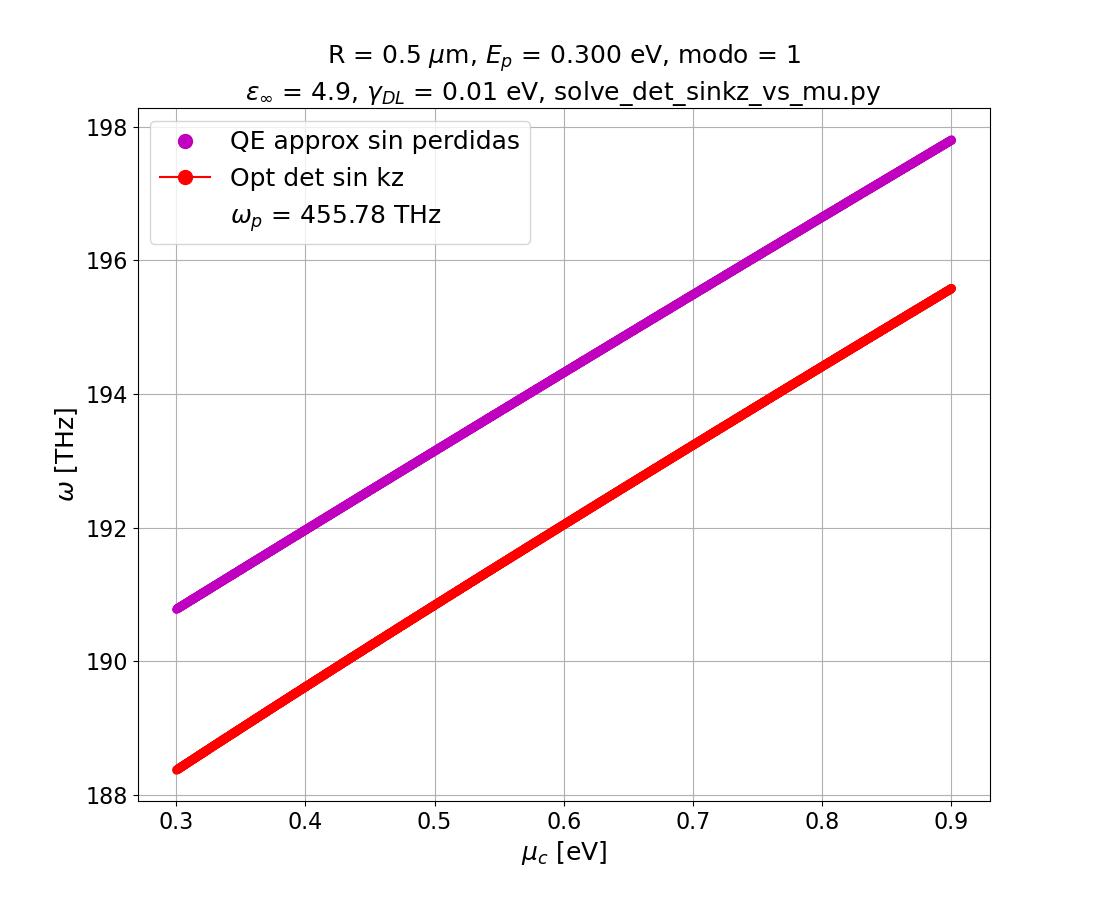 R = 0.5 μm, E_p = 0.300 eV, modo = 1
ε_∞ = 4.9, γ_DL = 0.01 eV, solve_det_sinkz_vs_mu.py
QE approx sin perdidas
Opt det sin kz
ω_p = 455.78 THz
198
196
194
192
190
188
ω [THz]
0.3 0.4 0.5 0.6 0.7 0.8 0.9
μ_c [eV]